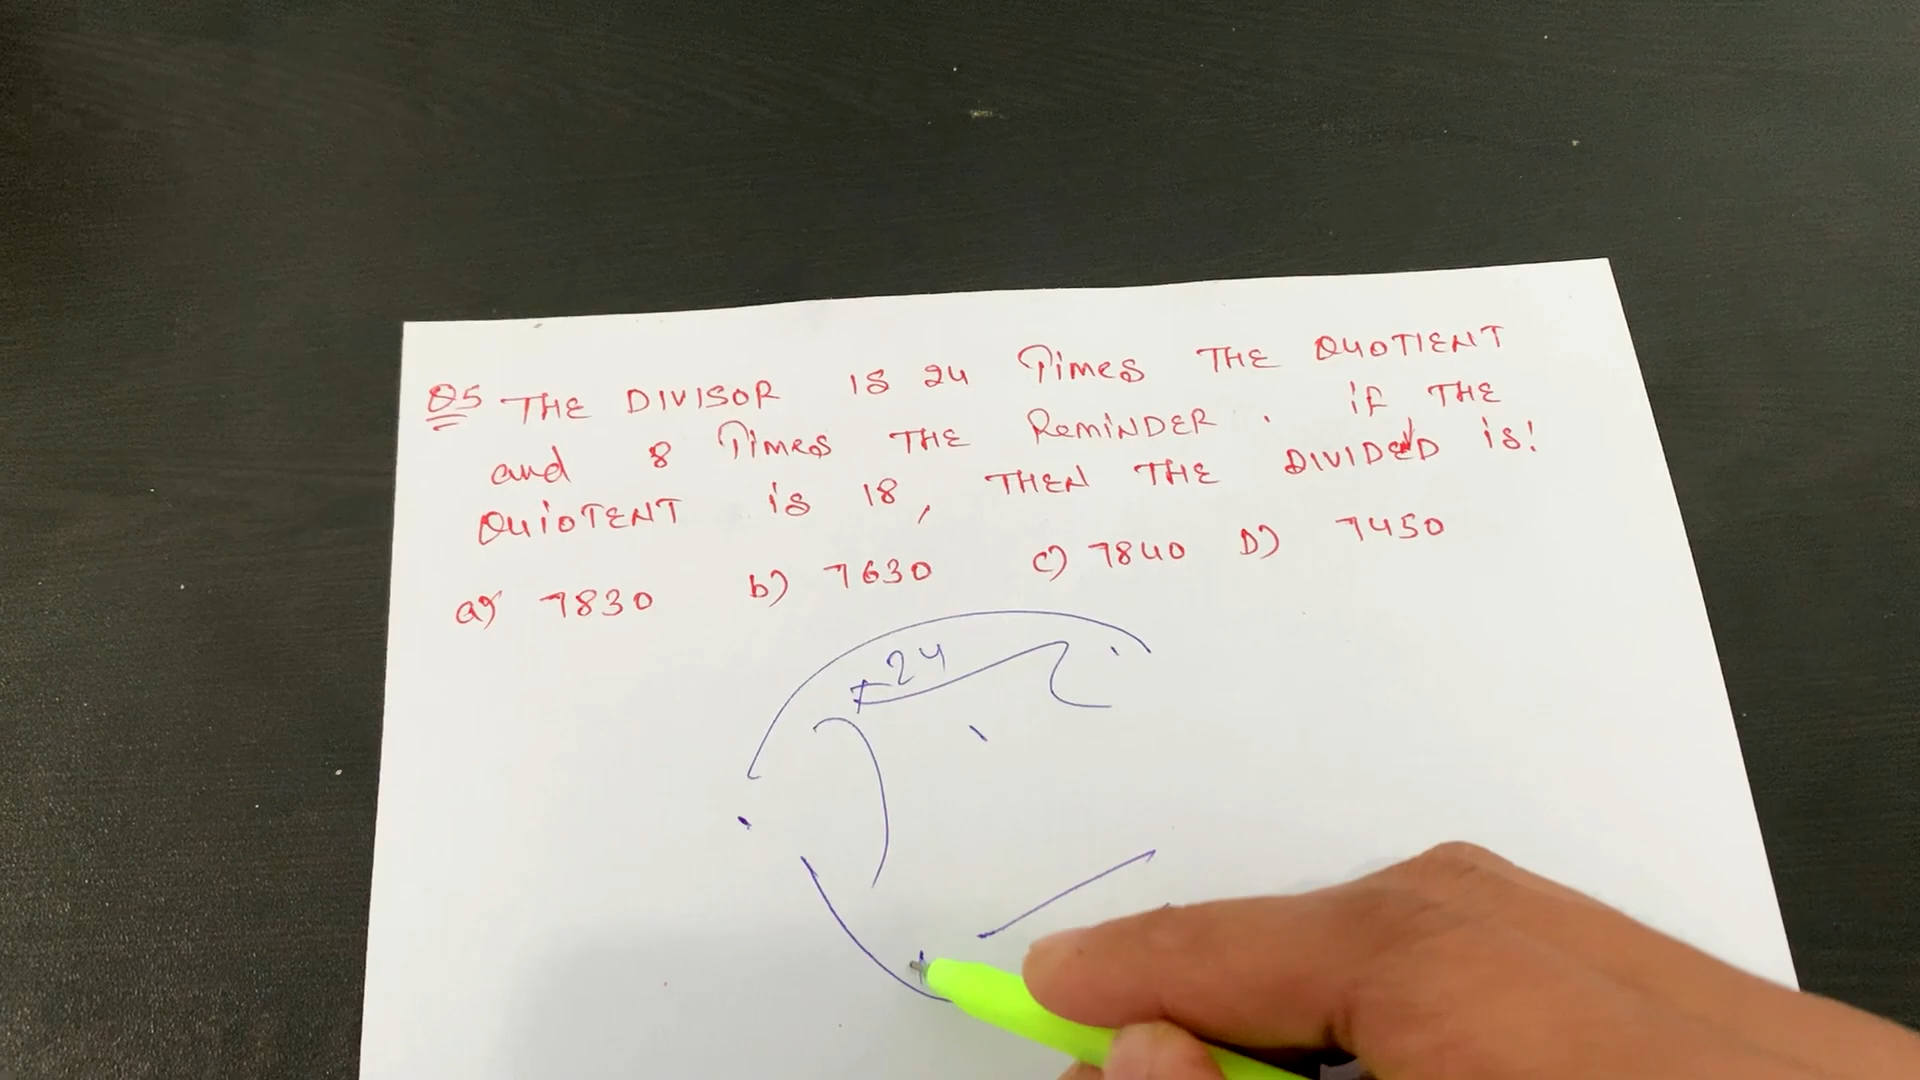 Q5 THE DIVISOR IS 24 Times THE QUOTIENT
and 8 Times THE ReminDER. if THE
QUIOTENT is 18, THEN THE DIVIDED is!
a) 7830 b) 7630 c) 7840 D) 7450
24